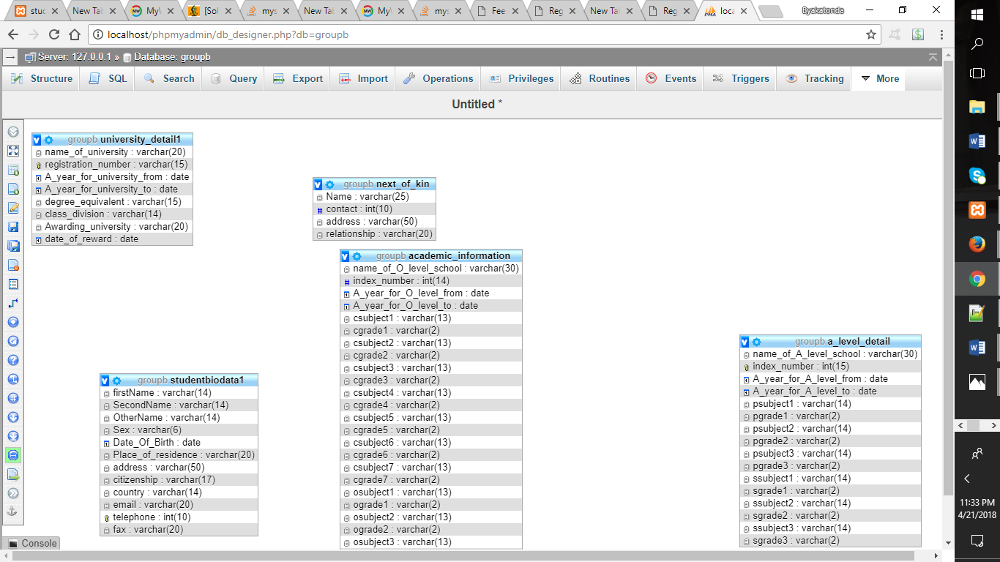 stuc
New Tab
MyV
[Sol
mys
New Tab
MyV
mys
Fee
Reg
New Tab
Reg
loca
Byakatonda
localhost/phpmyadmin/db_designer.php?db=groupb
Server: 127.0.0.1 » Database: groupb
Structure SQL Search Query Export Import Operations Privileges Routines Events Triggers Tracking More
Untitled *
groupb university_detail1
name_of_university : varchar(20)
registration_number : varchar(15)
A_year_for_university_from : date
A_year_for_university_to : date
degree_equivalent : varchar(15)
class_division : varchar(14)
Awarding_university : varchar(20)
date_of_reward : date
groupb next_of_kin
Name : varchar(25)
contact : int(10)
address : varchar(50)
relationship : varchar(20)
groupb academic_information
name_of_O_level_school : varchar(30)
index_number : int(14)
A_year_for_O_level_from : date
A_year_for_O_level_to : date
csubject1 : varchar(13)
cgrade1 : varchar(2)
csubject2 : varchar(13)
cgrade2 : varchar(2)
csubject3 : varchar(13)
cgrade3 : varchar(2)
csubject4 : varchar(13)
cgrade4 : varchar(2)
csubject5 : varchar(13)
cgrade5 : varchar(2)
csubject6 : varchar(13)
cgrade6 : varchar(2)
csubject7 : varchar(13)
cgrade7 : varchar(2)
osubject1 : varchar(13)
ograde1 : varchar(2)
osubject2 : varchar(13)
ograde2 : varchar(2)
osubject3 : varchar(13)
groupb a_level_detail
name_of_A_level_school : varchar(30)
index_number : int(15)
A_year_for_A_level_from : date
A_year_for_A_level_to : date
psubject1 : varchar(14)
pgrade1 : varchar(2)
psubject2 : varchar(14)
pgrade2 : varchar(2)
psubject3 : varchar(14)
pgrade3 : varchar(2)
ssubject1 : varchar(14)
sgrade1 : varchar(2)
ssubject2 : varchar(14)
sgrade2 : varchar(2)
ssubject3 : varchar(14)
sgrade3 : varchar(2)
groupb studentbiodata1
firstName : varchar(14)
SecondName : varchar(14)
OtherName : varchar(14)
Sex : varchar(6)
Date_Of_Birth : date
Place_of_residence : varchar(20)
address : varchar(50)
citizenship : varchar(17)
country : varchar(14)
email : varchar(20)
telephone : int(10)
fax : varchar(20)
Console
11:33 PM
4/21/2018